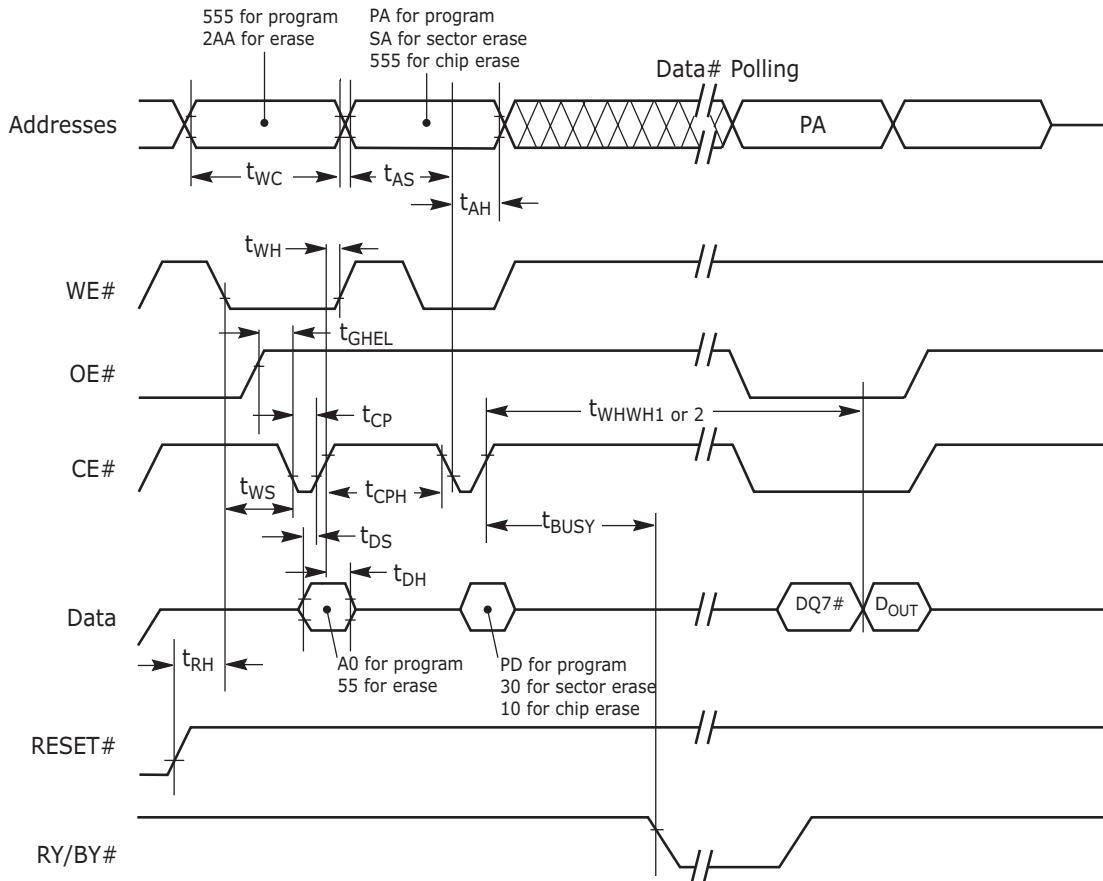 555 for program
2AA for erase
PA for program
SA for sector erase
555 for chip erase
Data# Polling
Addresses
PA
tWC
tAS
tAH
tWH
WE#
tGHEL
OE#
tWHWH1 or 2
tCP
CE#
tWS
tCPH
tBUSY
tDS
tDH
Data
DQ7#
DOUT
tRH
A0 for program
55 for erase
PD for program
30 for sector erase
10 for chip erase
RESET#
RY/BY#